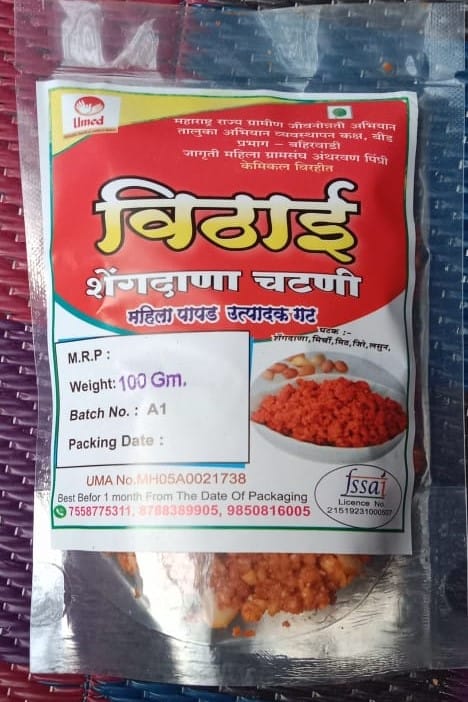 Umed
महाराष्ट्र राज्य ग्रामीण जीवनोन्नती अभियान
तालुका अभियान व्यवस्थापन कक्ष, बीड
प्रभाग – बहिरवाडी
जागृती महिला ग्रामसंघ अंथरवण पिंप्री
केमिकल विरहीत
विठाई
शेंगदाणा चटणी
महिला पापड उत्पादक गट
घटक :-
शेंगदाणा, मिर्ची, मिठ, जिरे, लसुन,
M.R.P :
Weight: 100 Gm.
Batch No. : A1
Packing Date :
UMA No.MH05A0021738
Best Befor 1 month From The Date Of Packaging
7558775311, 8788389905, 9850816005
fssai
Licence No.
21519231000507